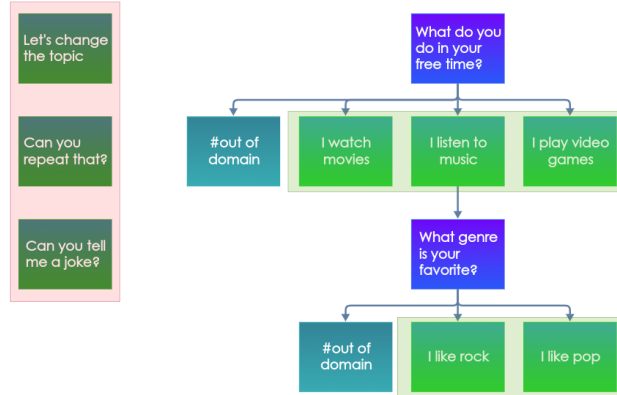 Let's change
the topic
Can you
repeat that?
Can you tell
me a joke?
What do you
do in your
free time?
#out of
domain
I watch
movies
I listen to
music
I play video
games
What genre
is your
favorite?
#out of
domain
I like rock
I like pop